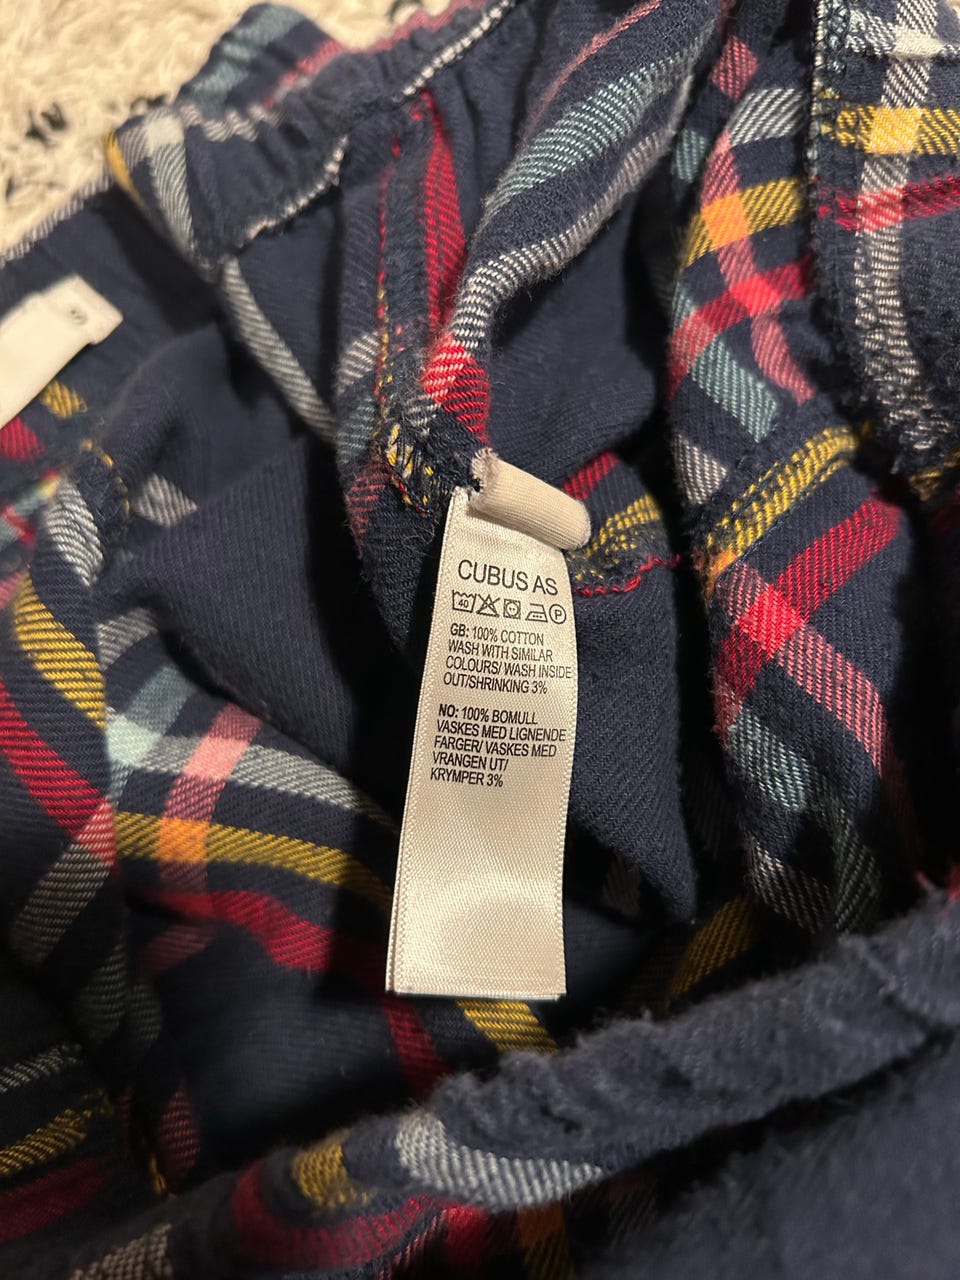 CUBUS AS
40 P
GB: 100% COTTON
WASH WITH SIMILAR
COLOURS/ WASH INSIDE
OUT/SHRINKING 3%
NO: 100% BOMULL
VASKES MED LIGNENDE
FARGER/ VASKES MED
VRANGEN UT/
KRYMPER 3%